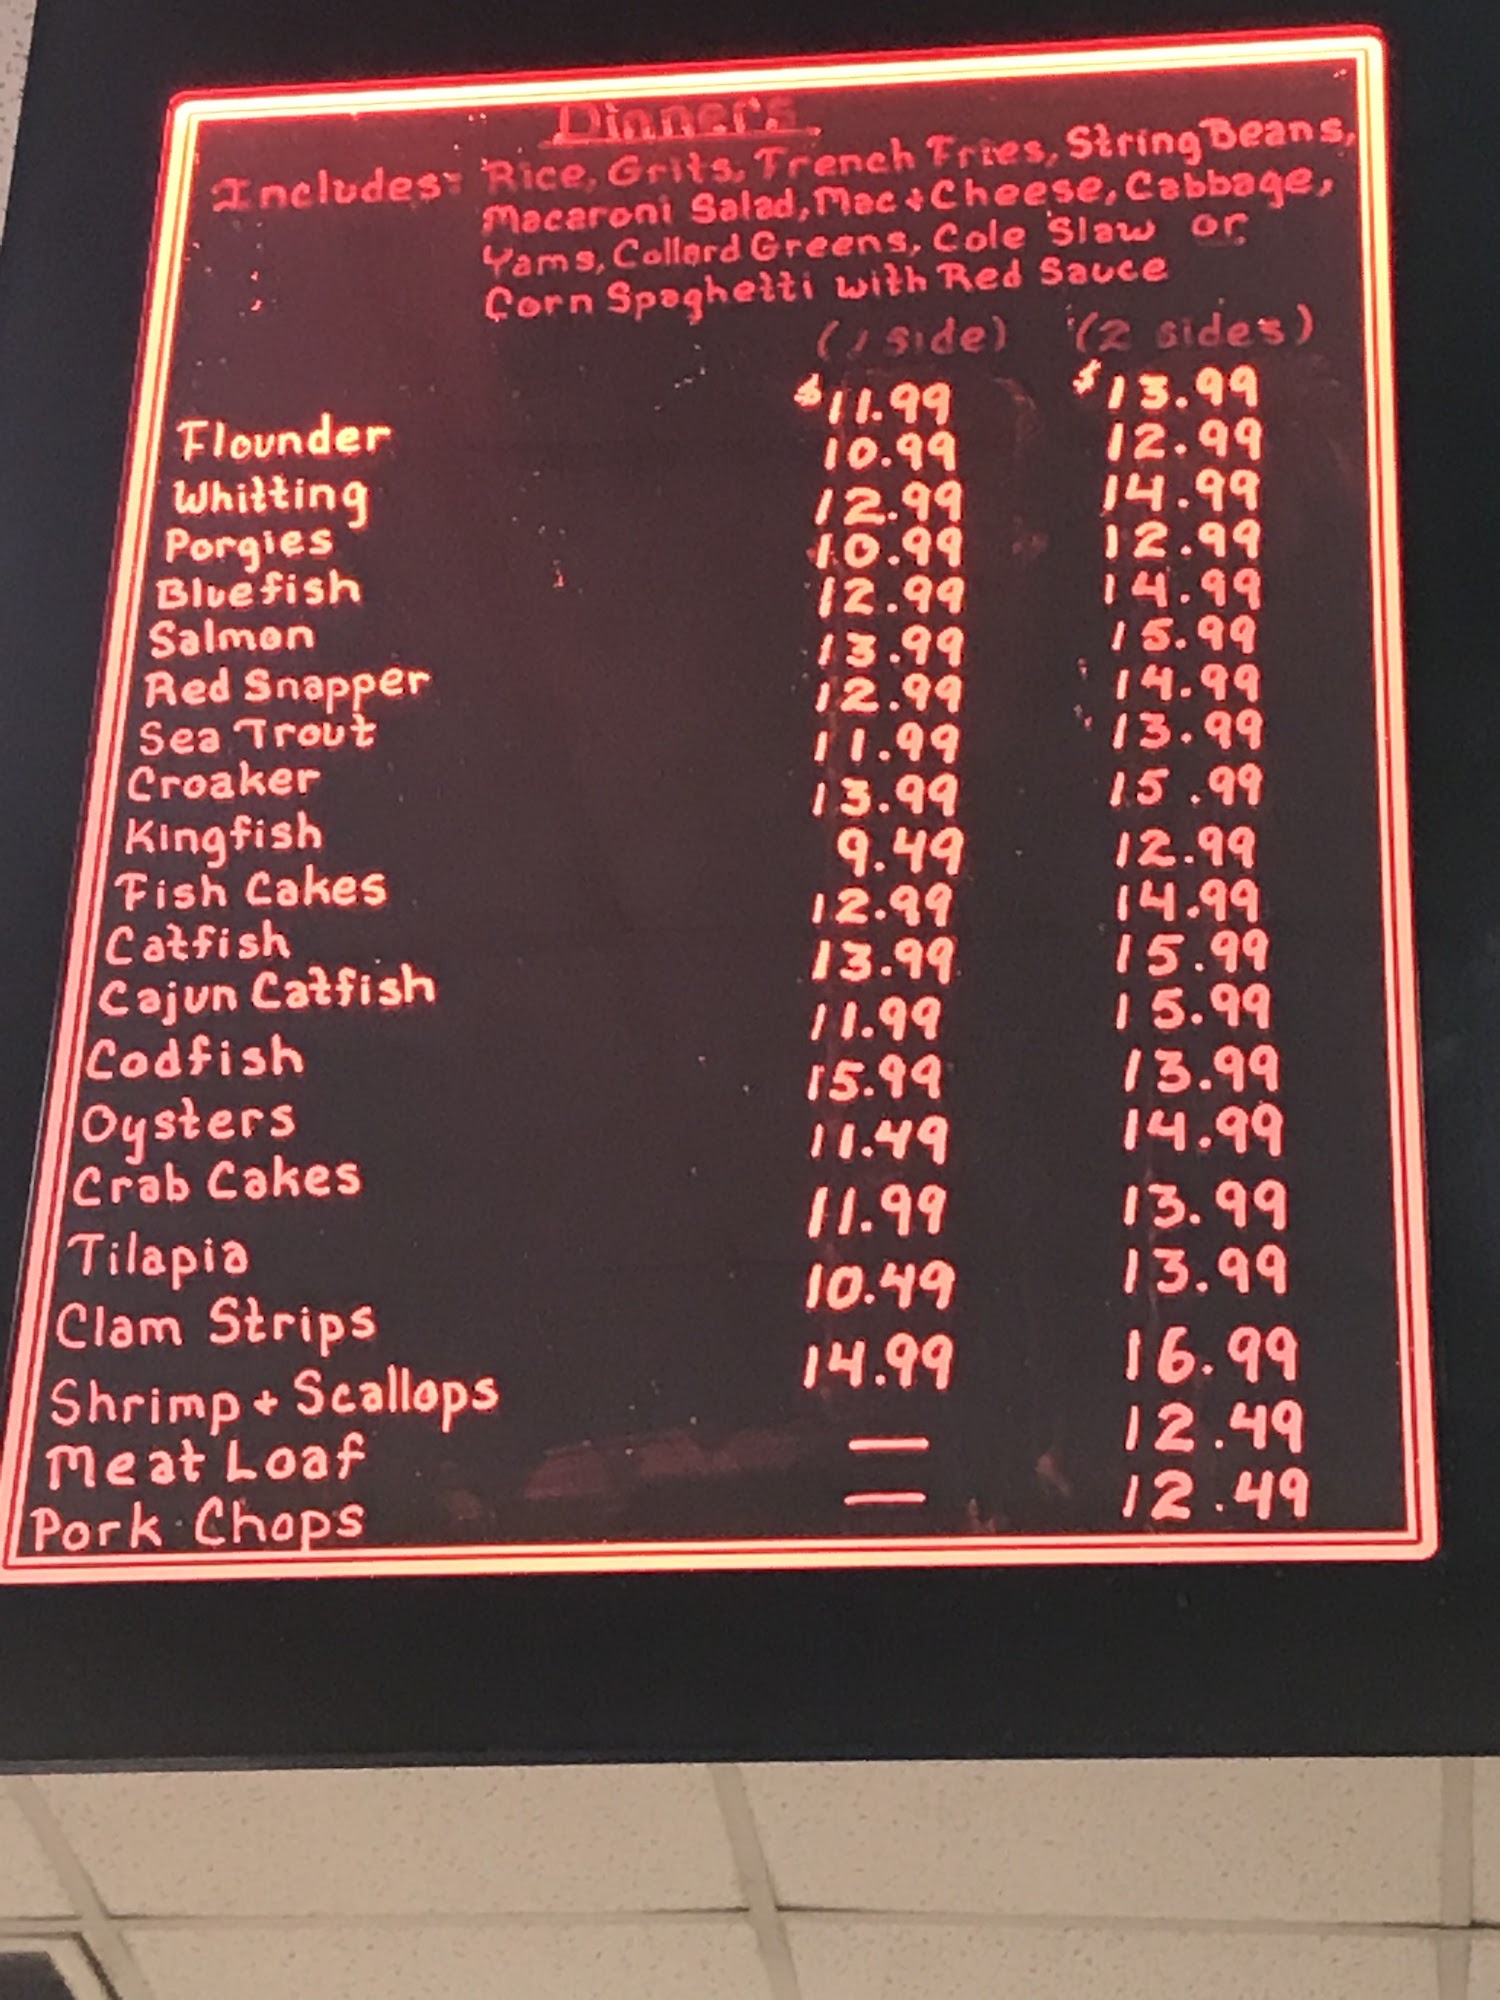 Dinners
Includes: Rice, Grits, French Fries, String Beans,
Macaroni Salad, Mac + Cheese, Cabbage,
Yams, Collard Greens, Cole Slaw or
Corn Spaghetti with Red Sauce
(1 side) (2 sides)
Flounder $11.99 $13.99
Whitting 10.99 12.99
Porgies 12.99 14.99
Bluefish 10.99 12.99
Salmon 12.99 14.99
Red Snapper 13.99 15.99
Sea Trout 12.99 14.99
Croaker 11.99 13.99
Kingfish 13.99 15.99
Fish Cakes 9.49 12.99
Catfish 12.99 14.99
Cajun Catfish 13.99 15.99
Codfish 11.99 15.99
Oysters 15.99 13.99
Crab Cakes 11.49 14.99
Tilapia 11.99 13.99
Clam Strips 10.49 13.99
Shrimp + Scallops 14.99 16.99
Meat Loaf — 12.49
Pork Chops — 12.49